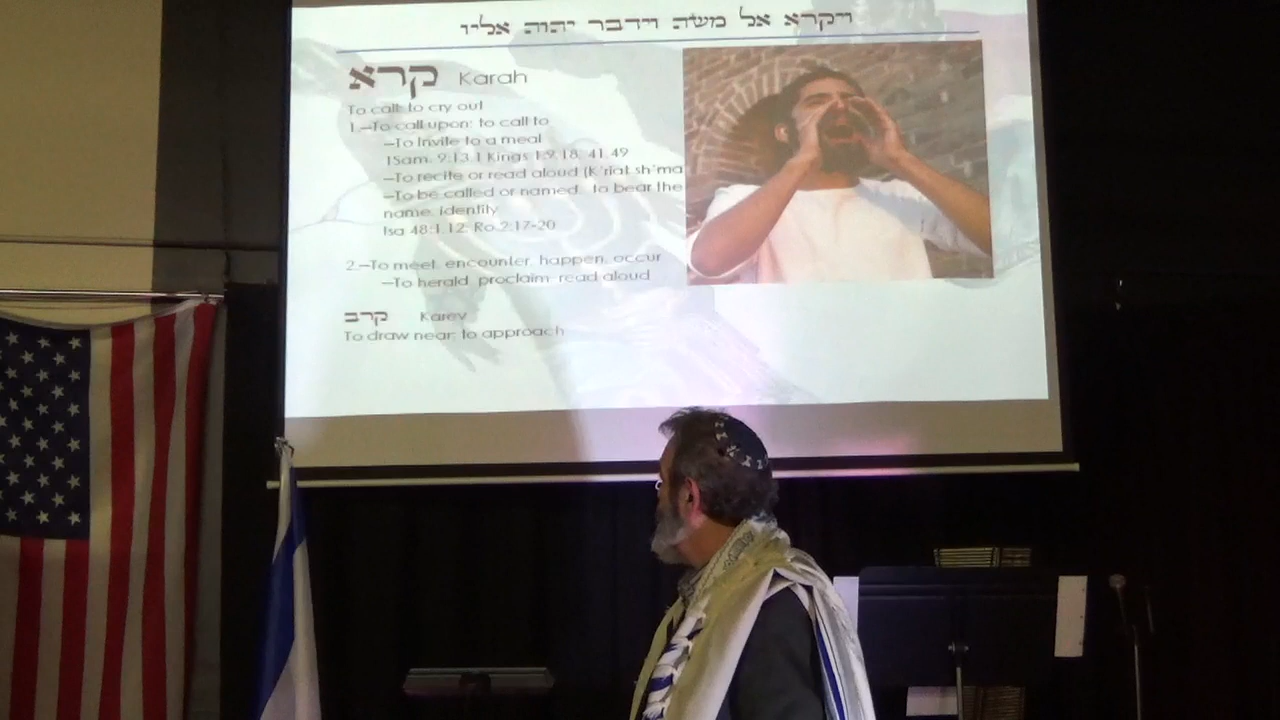 ויקרא אל משה וידבר יהוה אליו
קרא Karah
To call: to cry out
1.—To call upon: to call to
—To Invite to a meal
1Sam. 9:13, 1 Kings 1:9, 18, 41, 49
—To recite or read aloud (K'riat sh'ma
—To be called or named. to bear the
name. identity
Isa 48:1, 12; Ro.2:17-20
2.—To meet, encounter, happen, occur
—To herald, proclaim: read aloud
קרב Karev
To draw near: to approach